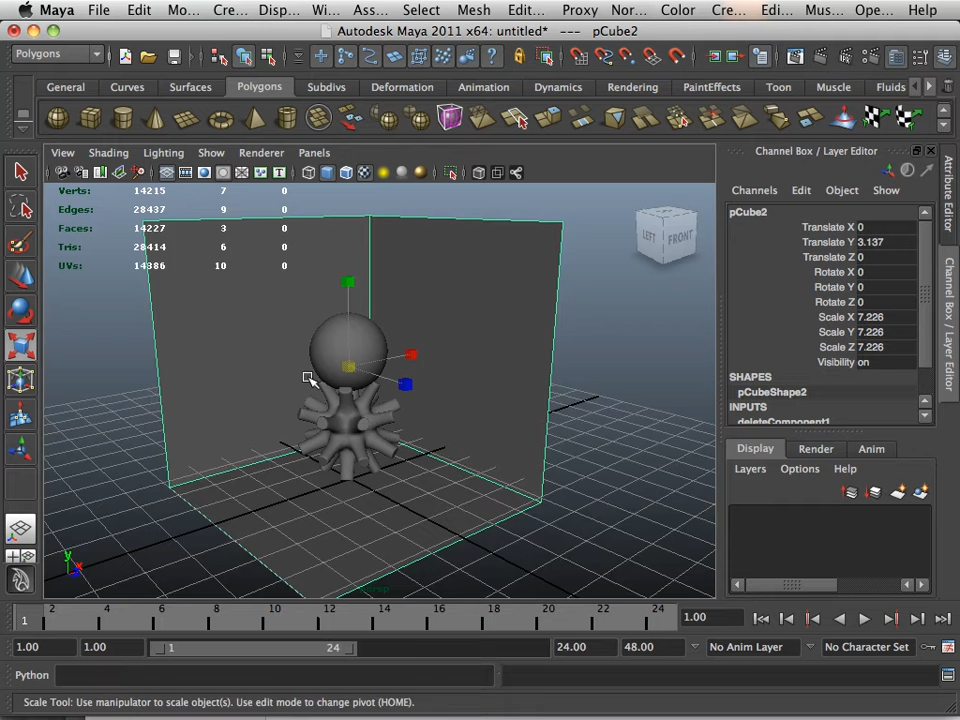 Maya File Mo... Cre... Disp... Wi... Ass... Select Mesh Edit... Proxy Nor... Color Cre... Edi... Mus... Ope... Help
Autodesk Maya 2011 x64: untitled* --- pCube2
Polygons
General Curves Surfaces Polygons Subdivs Deformation Animation Dynamics Rendering PaintEffects Toon Muscle Fluids
View Shading Lighting Show Renderer Panels
Channel Box / Layer Editor
Verts: 14215 7 0
Edges: 28437 9 0
Faces: 14227 3 0
Tris: 28414 6 0
UVs: 14386 10 0
LEFT FRONT
y
x
persp
Channels Edit Object Show
pCube2
Translate X 0
Translate Y 3.137
Translate Z 0
Rotate X 0
Rotate Y 0
Rotate Z 0
Scale X 7.226
Scale Y 7.226
Scale Z 7.226
Visibility on
SHAPES
pCubeShape2
INPUTS
deleteComponent1
Display Render Anim
Layers Options Help
Attribute Editor
Channel Box / Layer Editor
1 2 4 6 8 10 12 14 16 18 20 22 24
1.00
1.00 1.00 1 24 24.00 48.00 No Anim Layer No Character Set
Python
Scale Tool: Use manipulator to scale object(s). Use edit mode to change pivot (HOME).